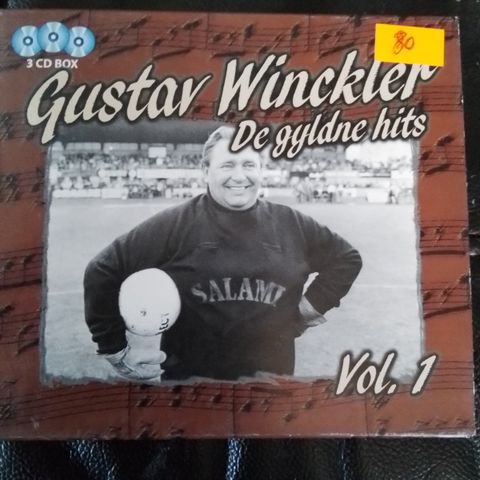 3 CD BOX
80
Gustav Winckler
De gyldne hits
SALAMI
Vol. 1